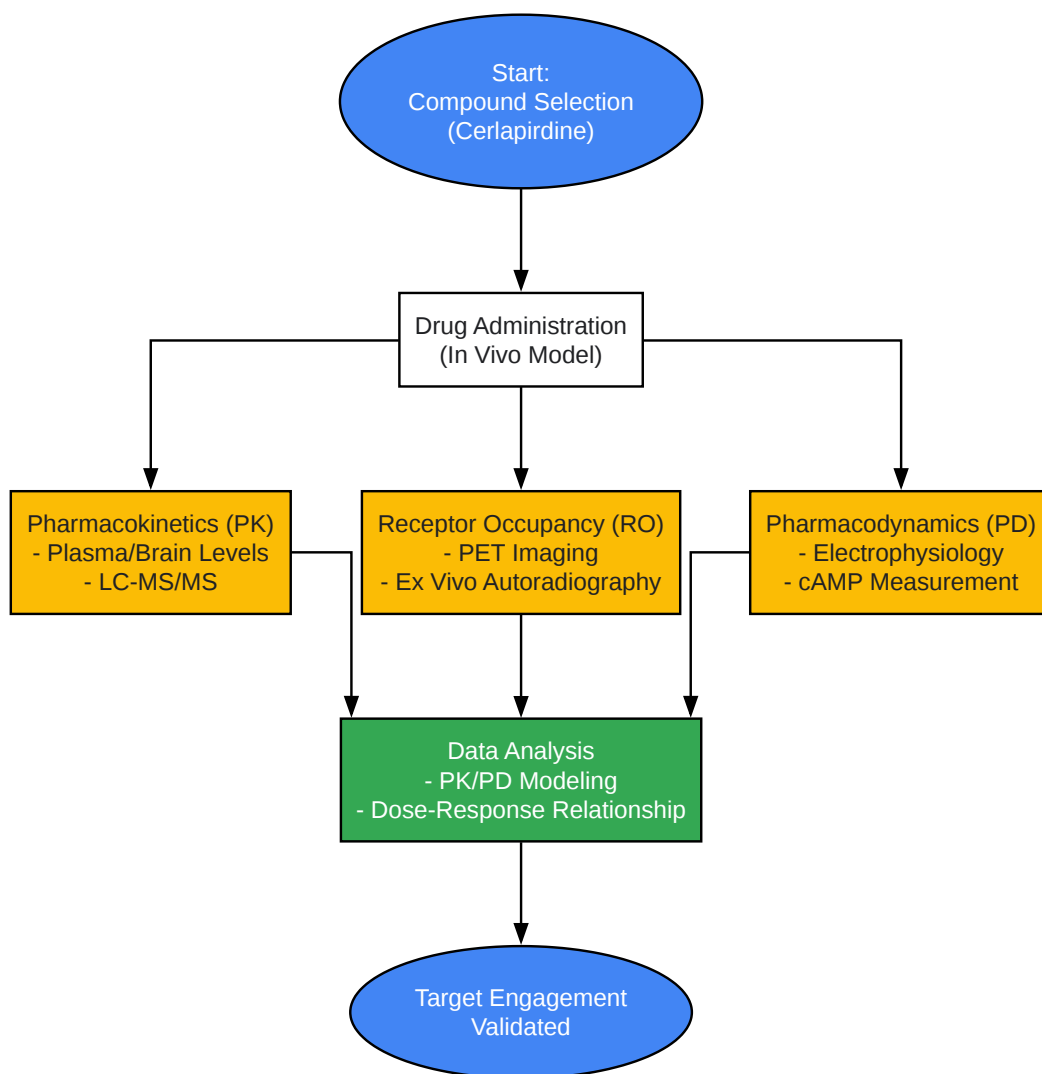 Start:
Compound Selection
(Cerlapirdine)
Drug Administration
(In Vivo Model)
Pharmacokinetics (PK)
- Plasma/Brain Levels
- LC-MS/MS
Receptor Occupancy (RO)
- PET Imaging
- Ex Vivo Autoradiography
Pharmacodynamics (PD)
- Electrophysiology
- cAMP Measurement
Data Analysis
- PK/PD Modeling
- Dose-Response Relationship
Target Engagement
Validated